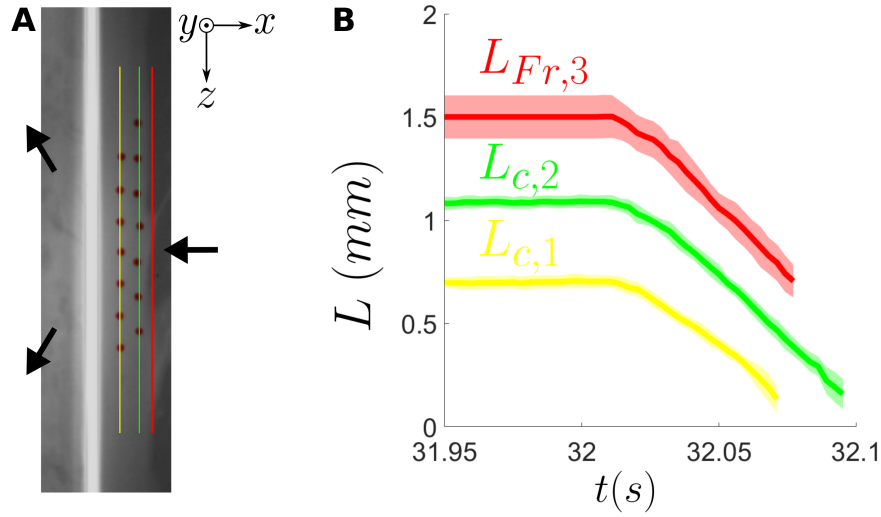 A
y x
z
B
2
1.5
1
0.5
0
L (mm)
L_{Fr,3}
L_{c,2}
L_{c,1}
31.95 32 32.05 32.1
t(s)